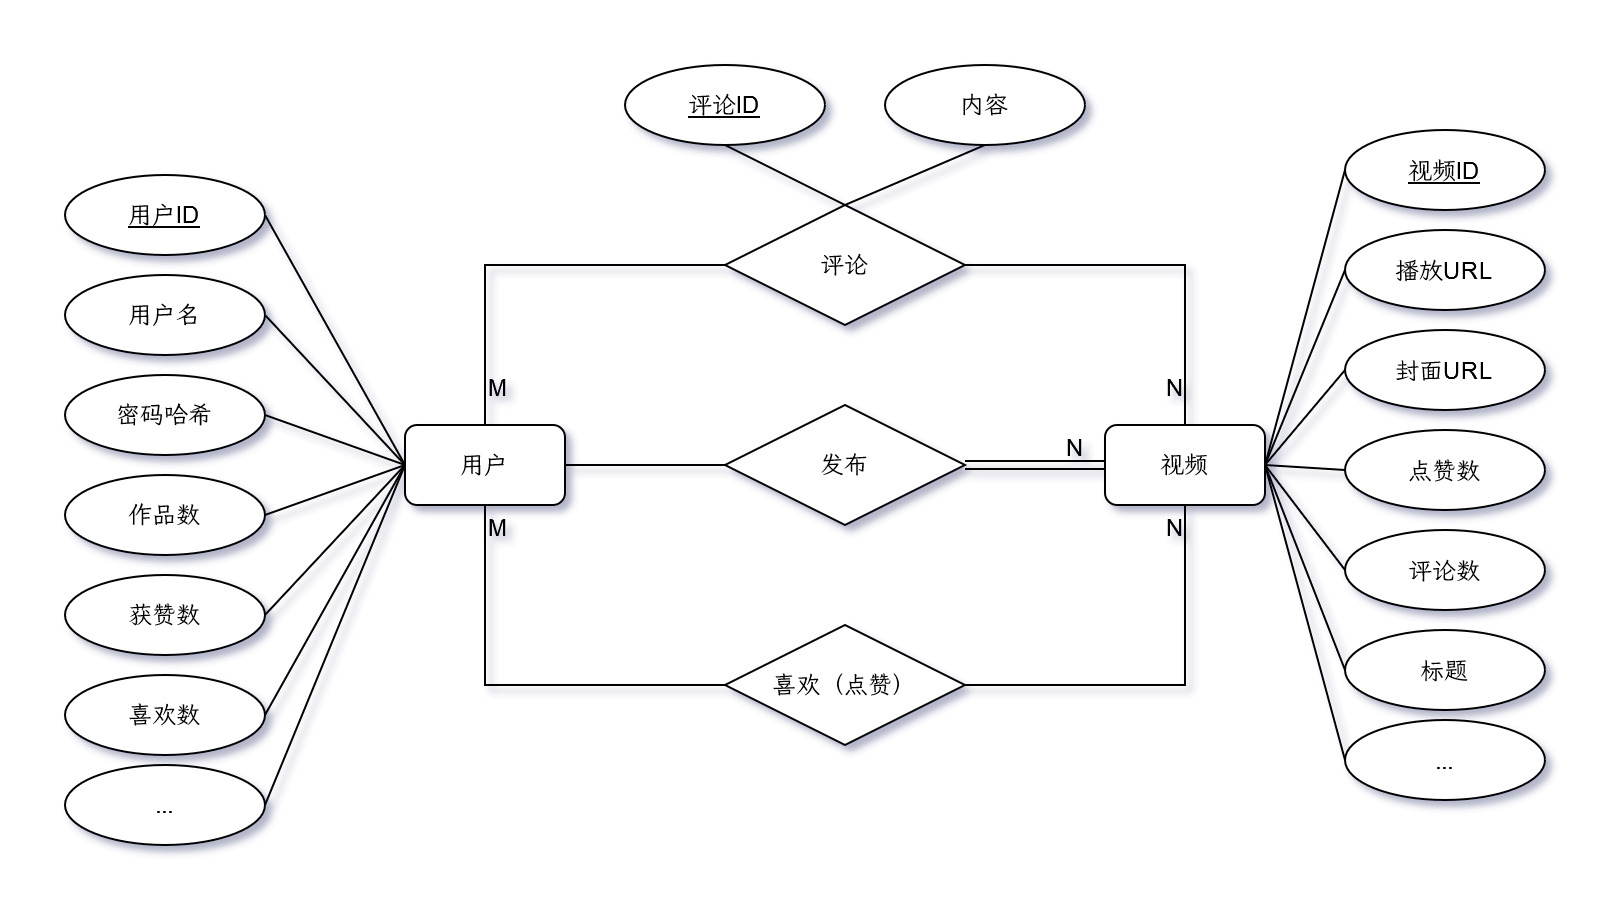 评论ID
内容
用户ID
用户名
密码哈希
作品数
获赞数
喜欢数
...
评论
M
N
用户
发布
N
视频
M
N
喜欢（点赞）
视频ID
播放URL
封面URL
点赞数
评论数
标题
...